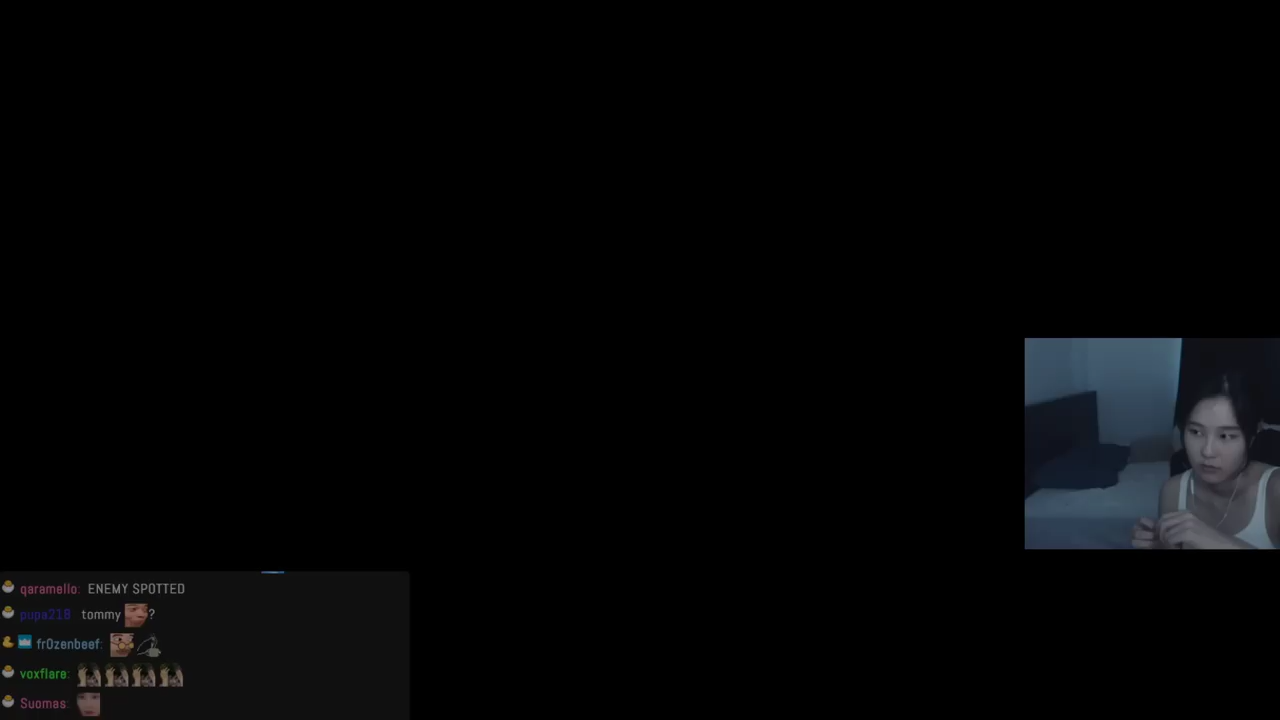 qaramello: ENEMY SPOTTED
pupa218 tommy ?
fr0zenbeef:
voxflare:
Suomas: